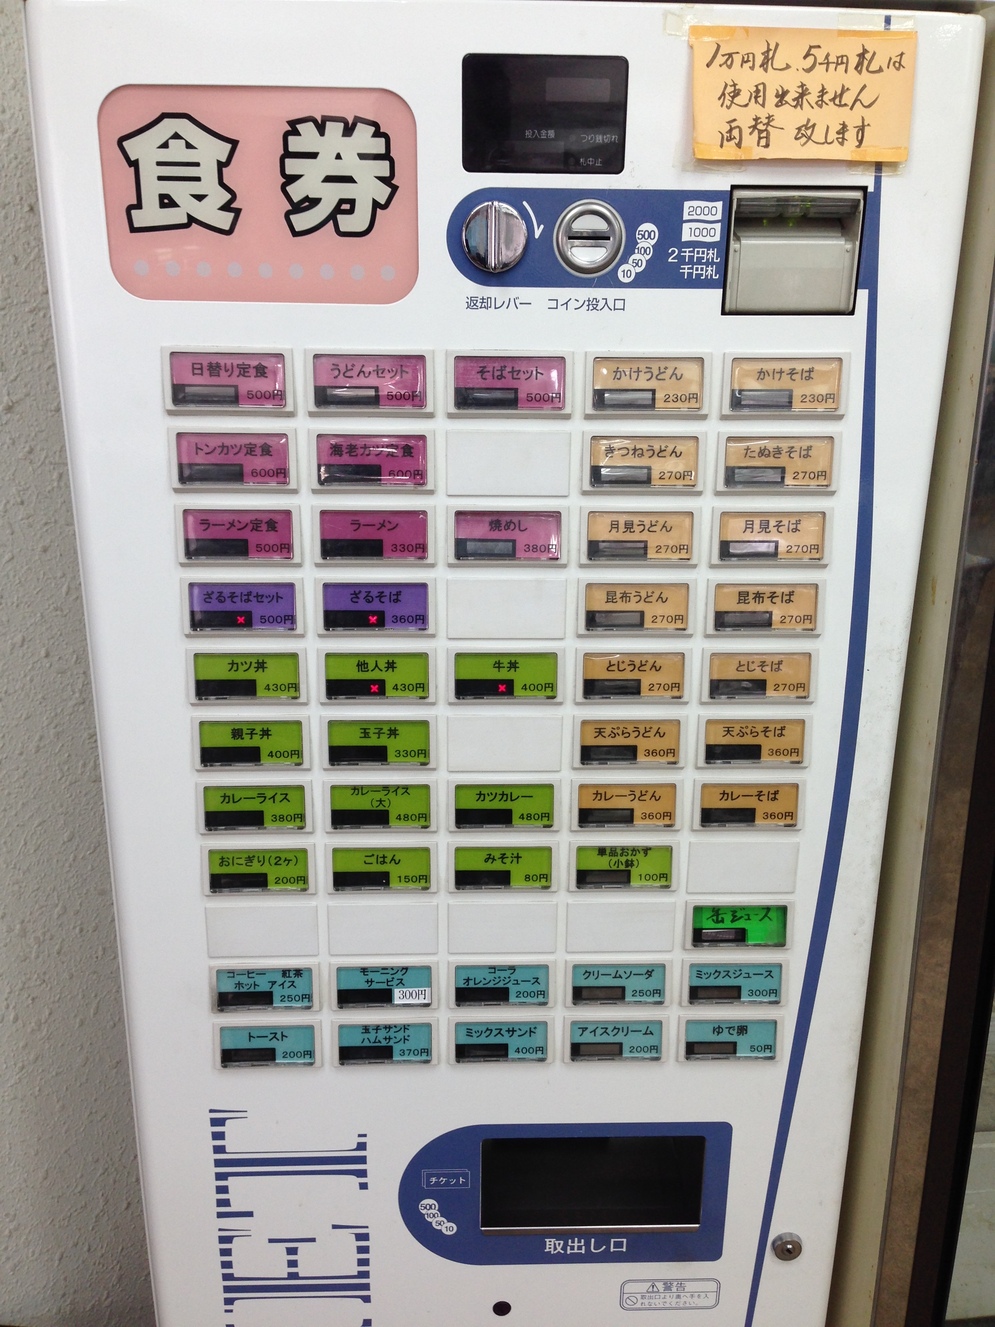 1万円札、5千円札は
使用出来ません
両替致します
食券
投入金額
つり銭切れ
札中止
2000
1000
2千円札
千円札
500
100
50
10
返却レバー コイン投入口
日替り定食 500円
うどんセット 500円
そばセット 500円
かけうどん 230円
かけそば 230円
トンカツ定食 600円
海老カツ定食 600円
きつねうどん 270円
たぬきそば 270円
ラーメン定食 500円
ラーメン 330円
焼めし 380円
月見うどん 270円
月見そば 270円
ざるそばセット 500円
ざるそば 360円
昆布うどん 270円
昆布そば 270円
カツ丼 430円
他人丼 430円
牛丼 400円
とじうどん 270円
とじそば 270円
親子丼 400円
玉子丼 330円
天ぷらうどん 360円
天ぷらそば 360円
カレーライス 380円
カレーライス
(大) 480円
カツカレー 480円
カレーうどん 360円
カレーそば 360円
おにぎり(2ヶ) 200円
ごはん 150円
みそ汁 80円
単品おかず
(小鉢) 100円
缶ジュース
コーヒー 紅茶
ホット アイス
250円
モーニング
サービス
300円
コーラ
オレンジジュース
200円
クリームソーダ 250円
ミックスジュース 300円
トースト 200円
玉子サンド
ハムサンド
370円
ミックスサンド 400円
アイスクリーム 200円
ゆで卵 50円
チケット
500
100
50
10
取出し口
警告
取出口より奥へ手を入
れないでください。
ET